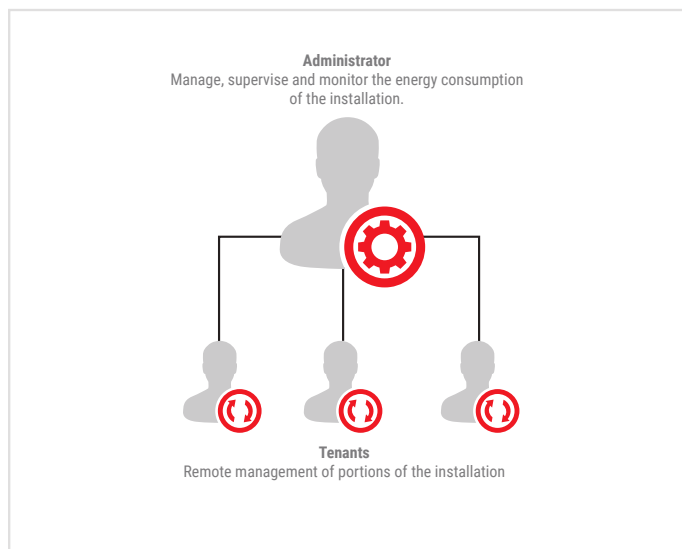 Administrator
Manage, supervise and monitor the energy consumption
of the installation.
Tenants
Remote management of portions of the installation